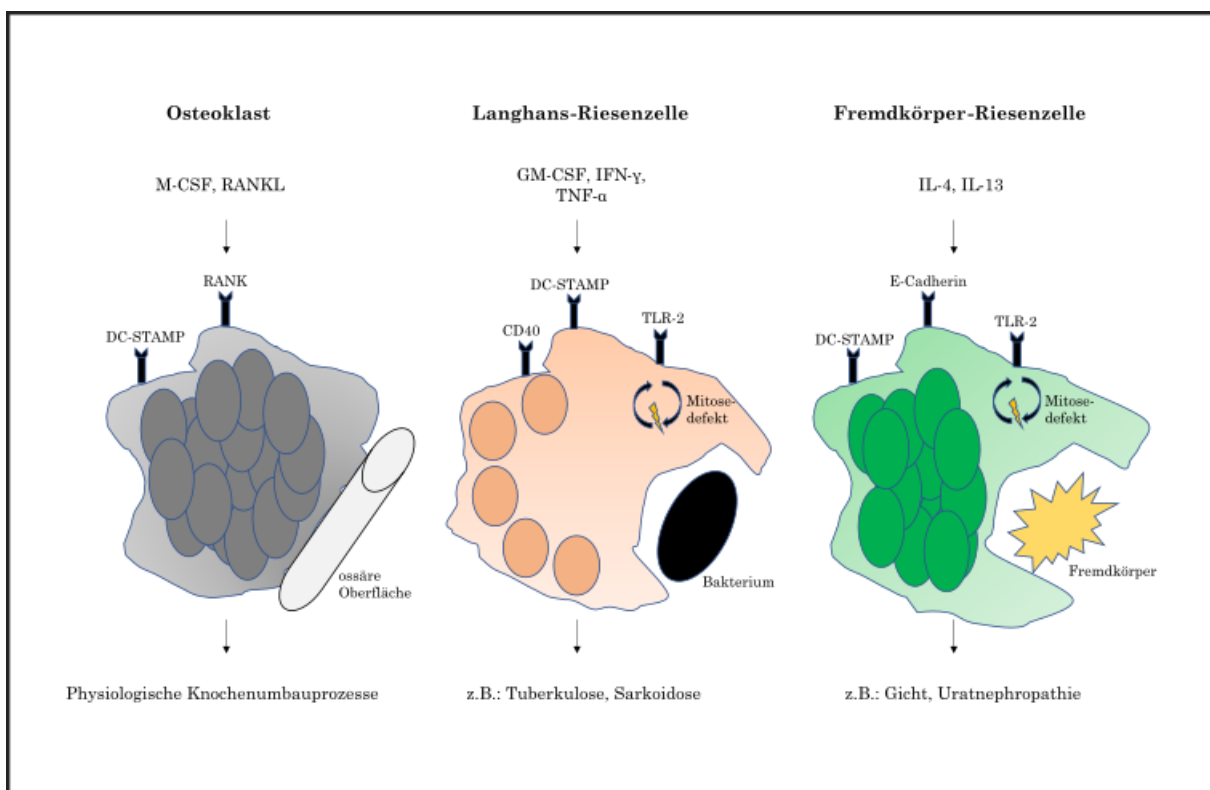 Osteoklast
M-CSF, RANKL
RANK
DC-STAMP
ossäre
Oberfläche
Physiologische Knochenumbauprozesse
Langhans-Riesenzelle
GM-CSF, IFN-γ,
TNF-α
DC-STAMP
CD40
TLR-2
Mitose-
defekt
Bakterium
z.B.: Tuberkulose, Sarkoidose
Fremdkörper-Riesenzelle
IL-4, IL-13
E-Cadherin
TLR-2
DC-STAMP
Mitose-
defekt
Fremdkörper
z.B.: Gicht, Uratnephropathie